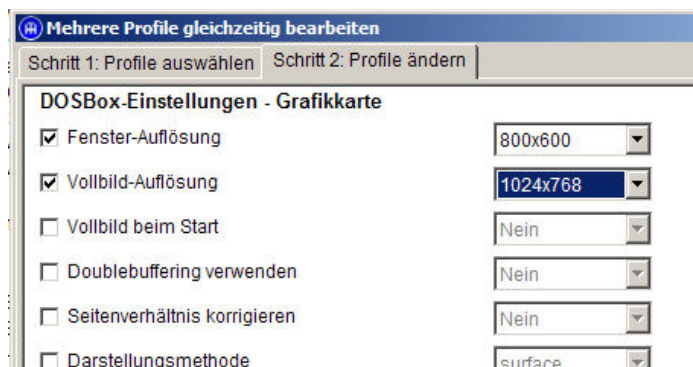 Mehrere Profile gleichzeitig bearbeiten
Schritt 1: Profile auswählen Schritt 2: Profile ändern
DOSBox-Einstellungen - Grafikkarte
Fenster-Auflösung 800x600
Vollbild-Auflösung 1024x768
Vollbild beim Start Nein
Doublebuffering verwenden Nein
Seitenverhältnis korrigieren Nein
Darstellungsmethode surface